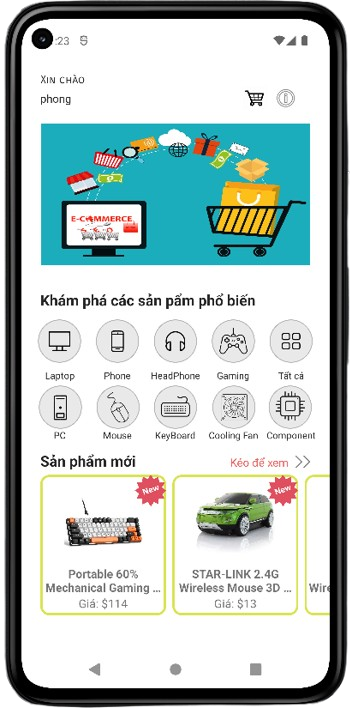 :23
XIN CHÀO
phong
E-COMMERCE
Khám phá các sản pẩm phổ biến
Laptop Phone HeadPhone Gaming Tất cả
PC Mouse KeyBoard Cooling Fan Component
Sản phẩm mới Kéo để xem
New New
Portable 60% STAR-LINK 2.4G
Mechanical Gaming ... Wireless Mouse 3D ... Wire
Giá: $114 Giá: $13